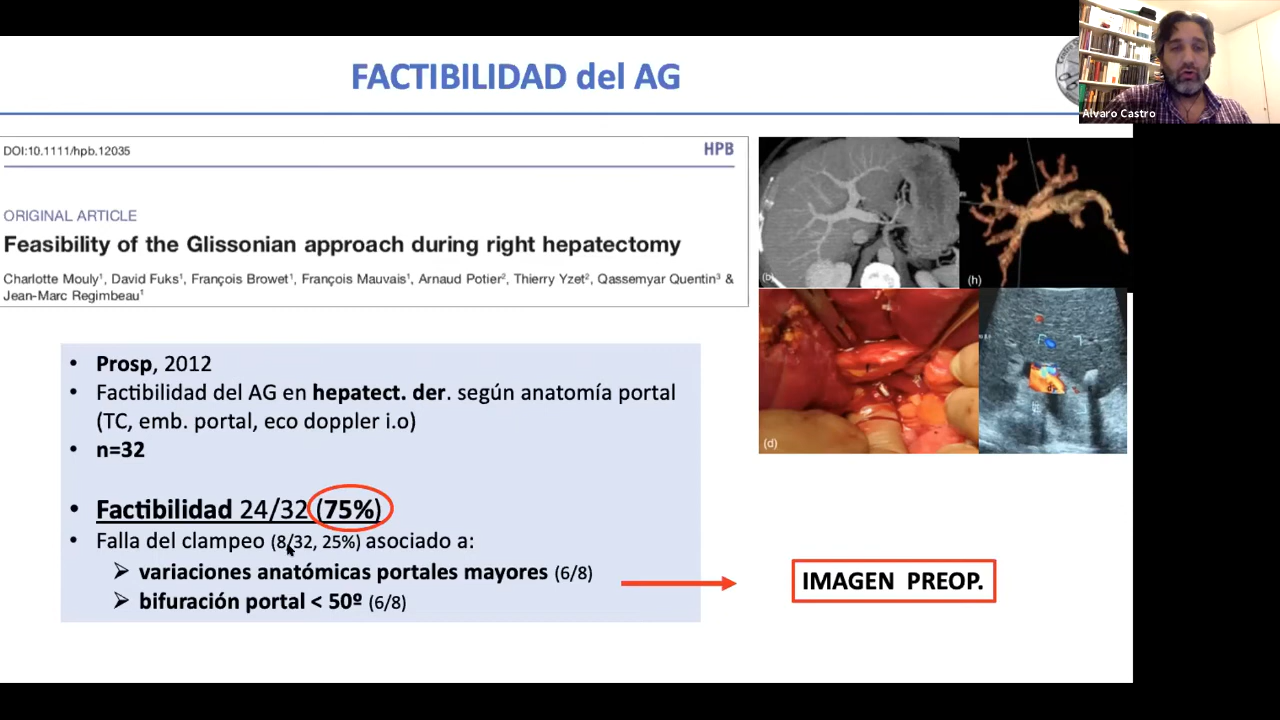 FACTIBILIDAD del AG
Alvaro Castro
DOI:10.1111/hpb.12035
HPB
ORIGINAL ARTICLE
Feasibility of the Glissonian approach during right hepatectomy
Charlotte Mouly¹, David Fuks¹, François Browet¹, François Mauvais¹, Arnaud Potier², Thierry Yzet², Qassemyar Quentin³ &
Jean-Marc Regimbeau¹
(b)
(h)
(d)
• Prosp, 2012
• Factibilidad del AG en hepatect. der. según anatomía portal
(TC, emb. portal, eco doppler i.o)
• n=32
• Factibilidad 24/32 (75%)
• Falla del clampeo (8/32, 25%) asociado a:
➢ variaciones anatómicas portales mayores (6/8)
➢ bifuración portal < 50º (6/8)
IMAGEN PREOP.